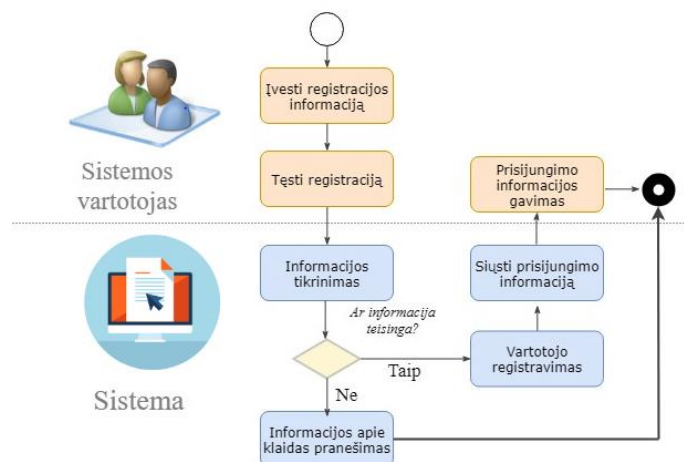 Įvesti registracijos
informaciją
Sistemos
vartotojas
Tęsti registraciją
Prisijungimo
informacijos
gavimas
Informacijos
tikrinimas
Siųsti prisijungimo
informaciją
Ar informacija
teisinga?
Taip
Vartotojo
registravimas
Ne
Sistema
Informacijos apie
klaidas pranešimas